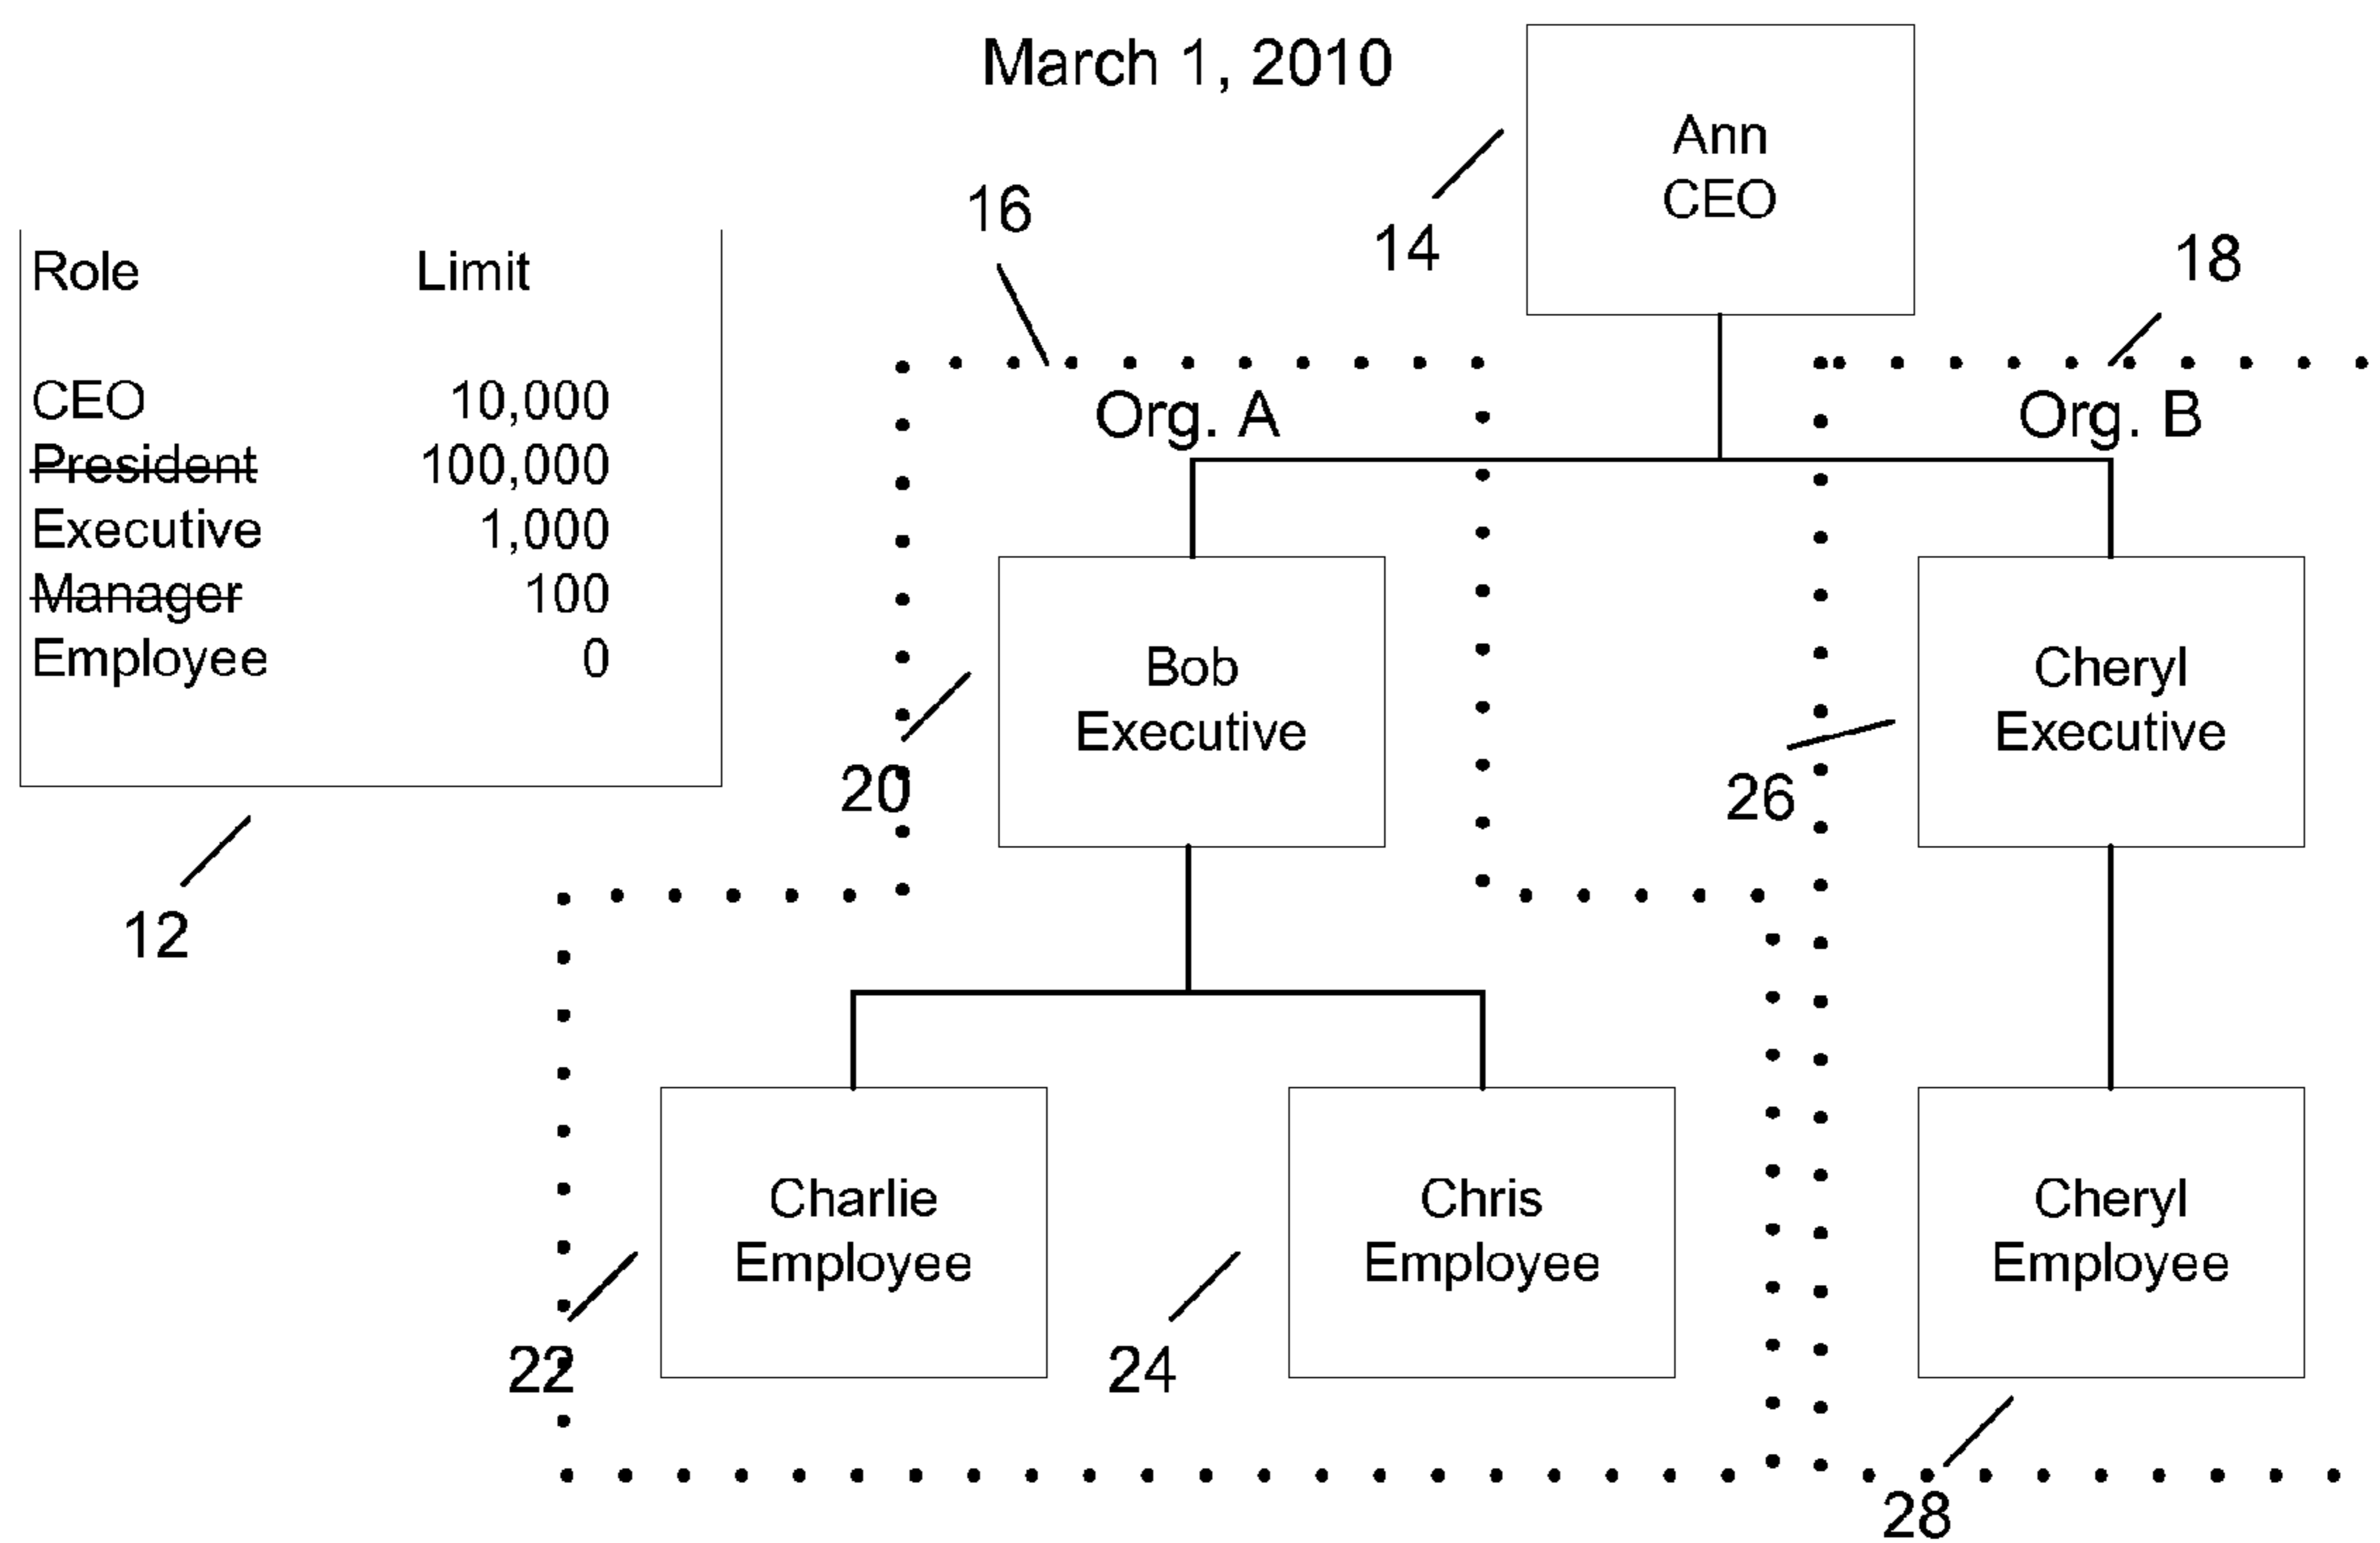 March 1, 2010
Ann
CEO
14
16
18
Role Limit
CEO 10,000
President 100,000
Executive 1,000
Manager 100
Employee 0
12
Org. A
Org. B
Bob
Executive
20
Cheryl
Executive
26
Charlie
Employee
22
Chris
Employee
24
Cheryl
Employee
28